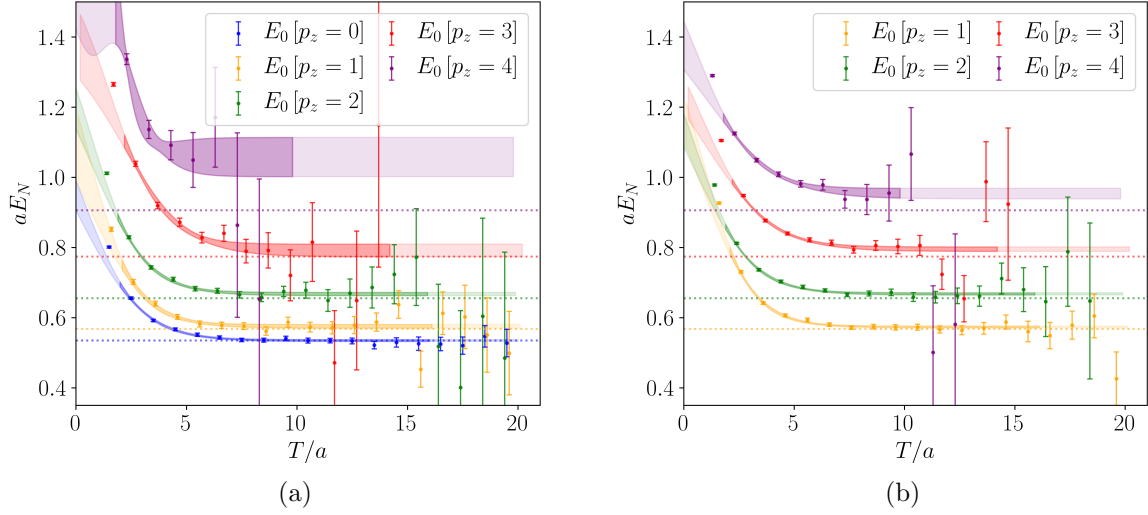 1.4
1.2
1.0
0.8
0.6
0.4
aE_N
0 5 10 15 20
T/a
E_0 [p_z = 0] E_0 [p_z = 3]
E_0 [p_z = 1] E_0 [p_z = 4]
E_0 [p_z = 2]
(a)
1.4
1.2
1.0
0.8
0.6
0.4
aE_N
0 5 10 15 20
T/a
E_0 [p_z = 1] E_0 [p_z = 3]
E_0 [p_z = 2] E_0 [p_z = 4]
(b)